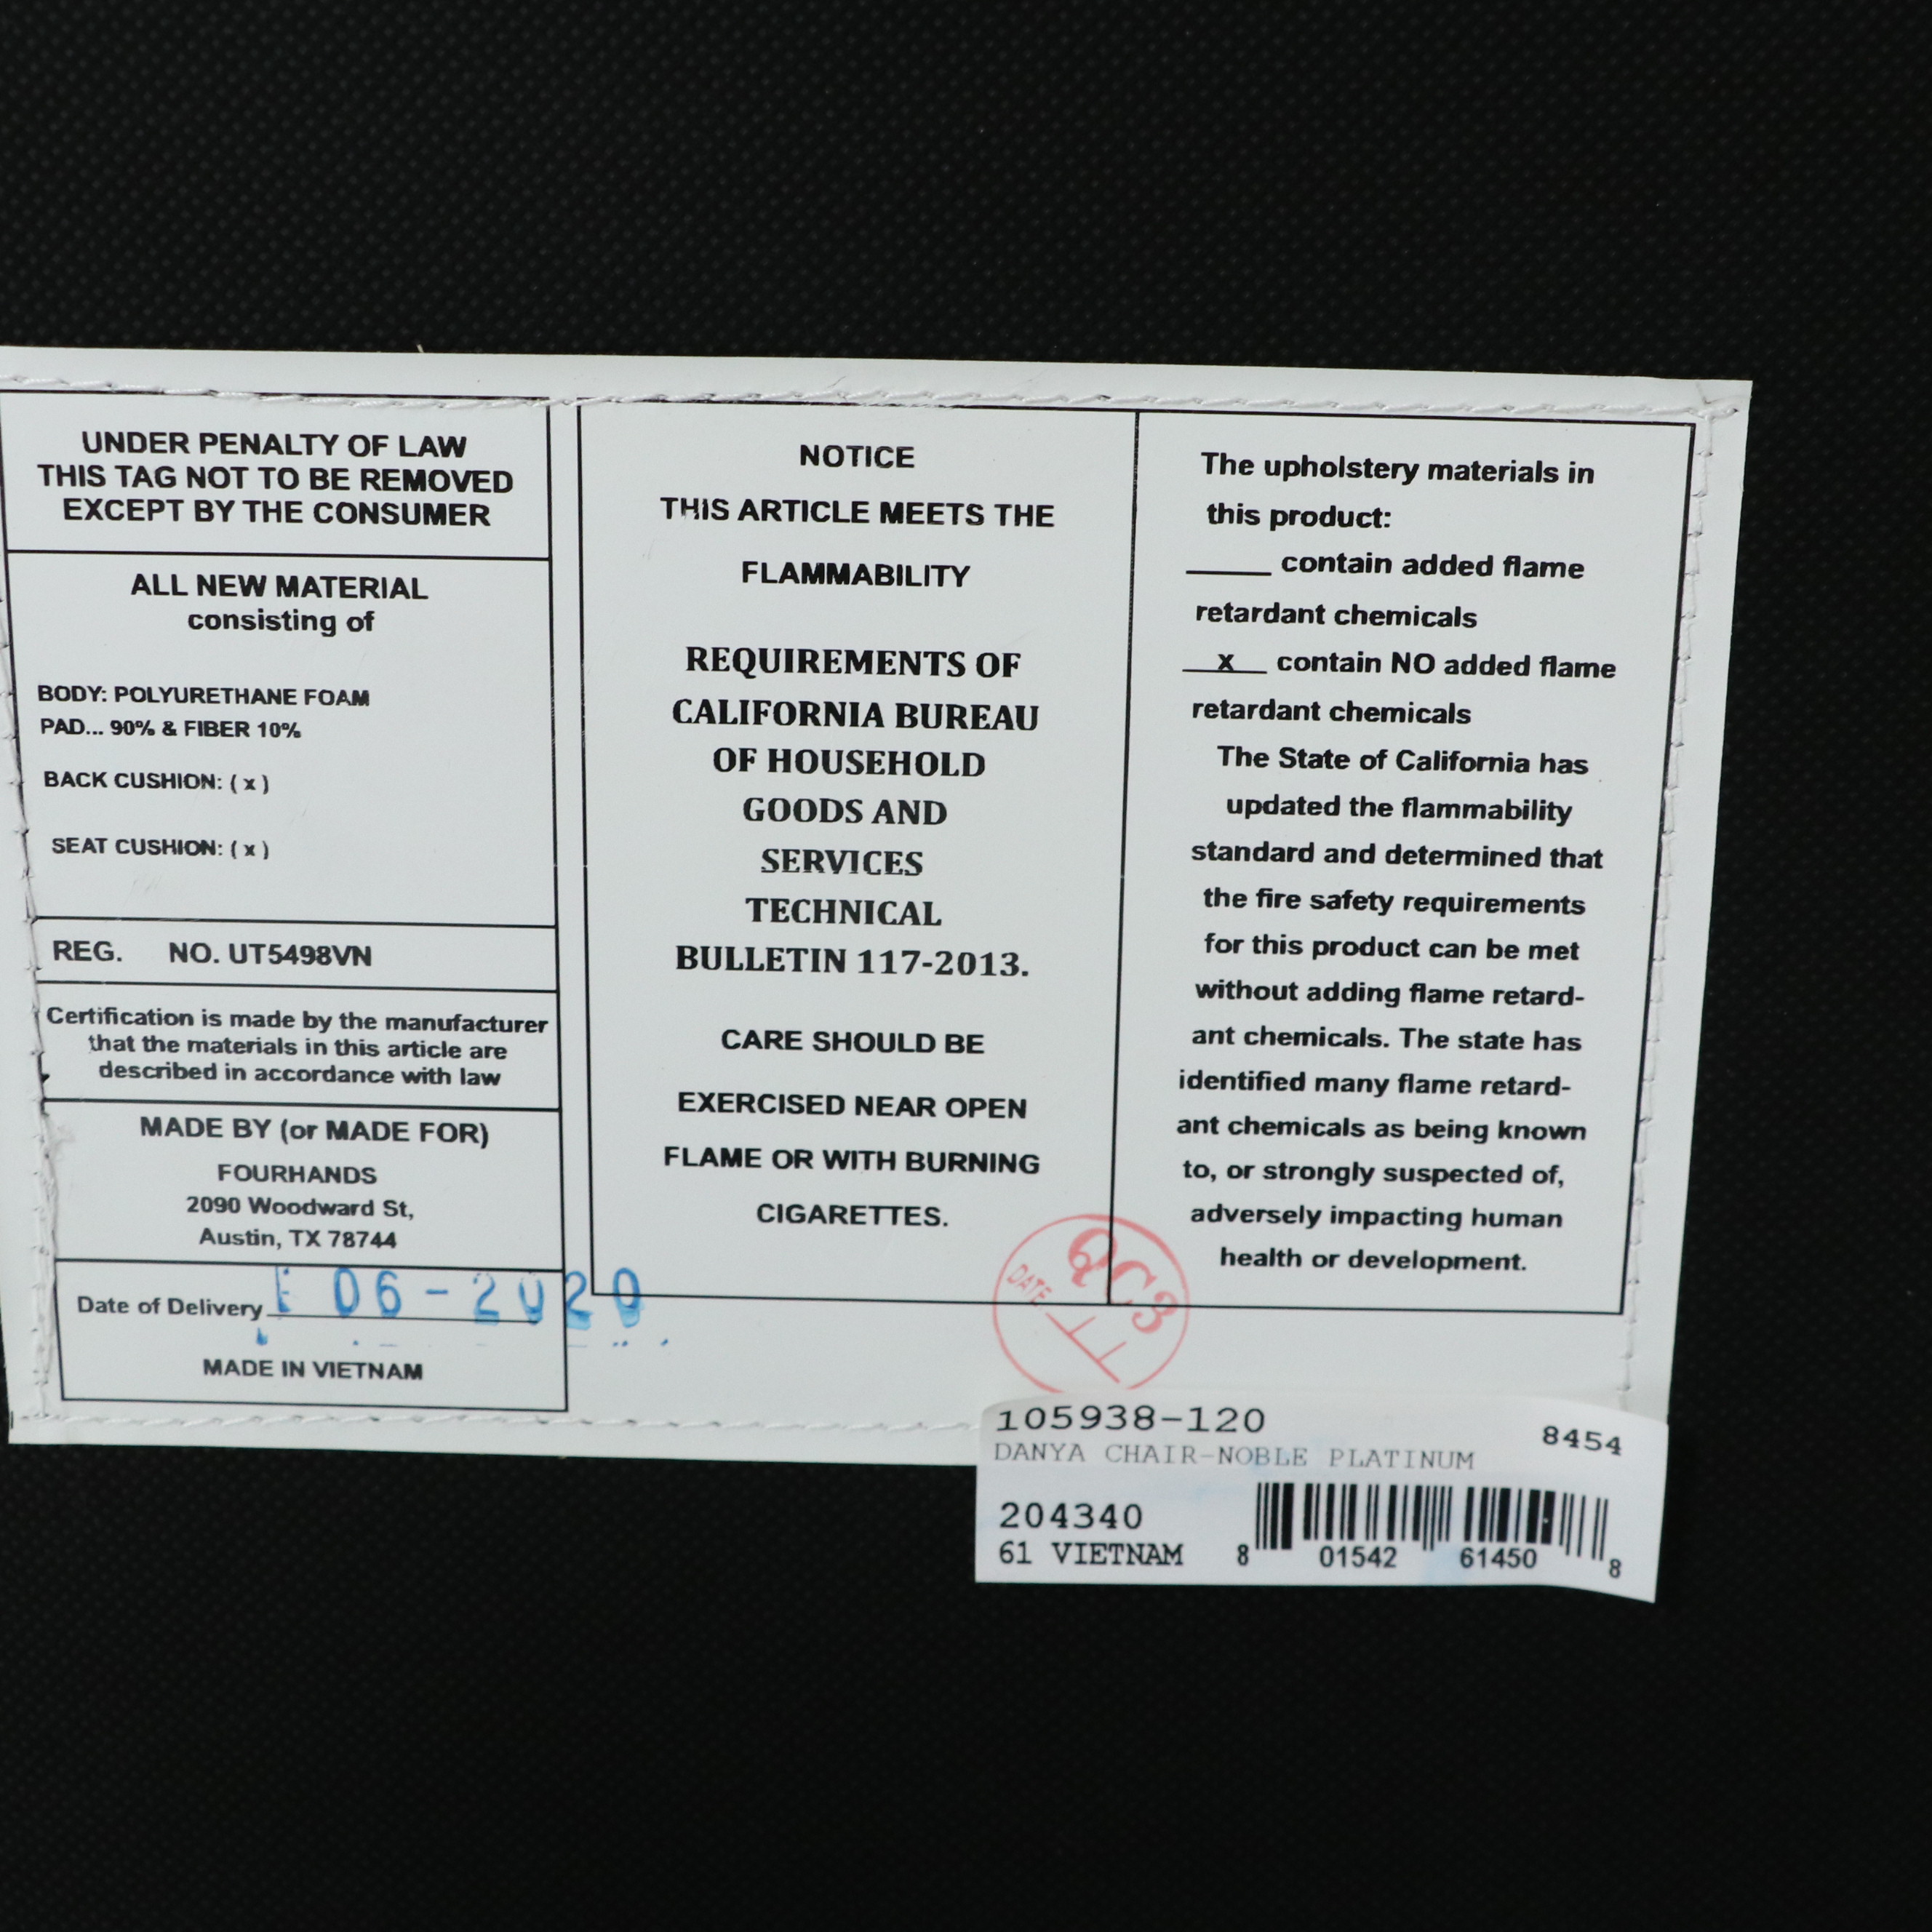 UNDER PENALTY OF LAW
THIS TAG NOT TO BE REMOVED
EXCEPT BY THE CONSUMER
ALL NEW MATERIAL
consisting of
BODY: POLYURETHANE FOAM
PAD... 90% & FIBER 10%
BACK CUSHION: ( x )
SEAT CUSHION: ( x )
REG. NO. UT5498VN
Certification is made by the manufacturer
that the materials in this article are
described in accordance with law
MADE BY (or MADE FOR)
FOURHANDS
2090 Woodward St,
Austin, TX 78744
Date of Delivery 06-2020
MADE IN VIETNAM
NOTICE
THIS ARTICLE MEETS THE
FLAMMABILITY
REQUIREMENTS OF
CALIFORNIA BUREAU
OF HOUSEHOLD
GOODS AND
SERVICES
TECHNICAL
BULLETIN 117-2013.
CARE SHOULD BE
EXERCISED NEAR OPEN
FLAME OR WITH BURNING
CIGARETTES.
The upholstery materials in
this product:
_____ contain added flame
retardant chemicals
__x__ contain NO added flame
retardant chemicals
The State of California has
updated the flammability
standard and determined that
the fire safety requirements
for this product can be met
without adding flame retard-
ant chemicals. The state has
identified many flame retard-
ant chemicals as being known
to, or strongly suspected of,
adversely impacting human
health or development.
QC3
DATE
105938-120 8454
DANYA CHAIR-NOBLE PLATINUM
204340
61 VIETNAM
8 01542 61450 8